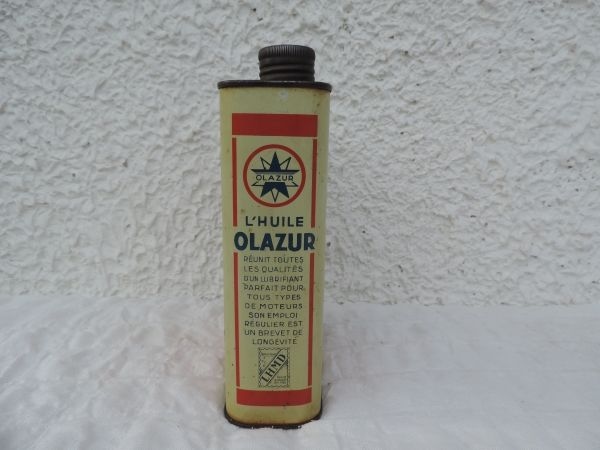 OLAZUR
L'HUILE
OLAZUR
RÉUNIT TOUTES
LES QUALITÉS
D'UN LUBRIFIANT
PARFAIT POUR
TOUS TYPES
DE MOTEURS
SON EMPLOI
RÉGULIER EST
UN BREVET DE
LONGÉVITÉ
LHMD